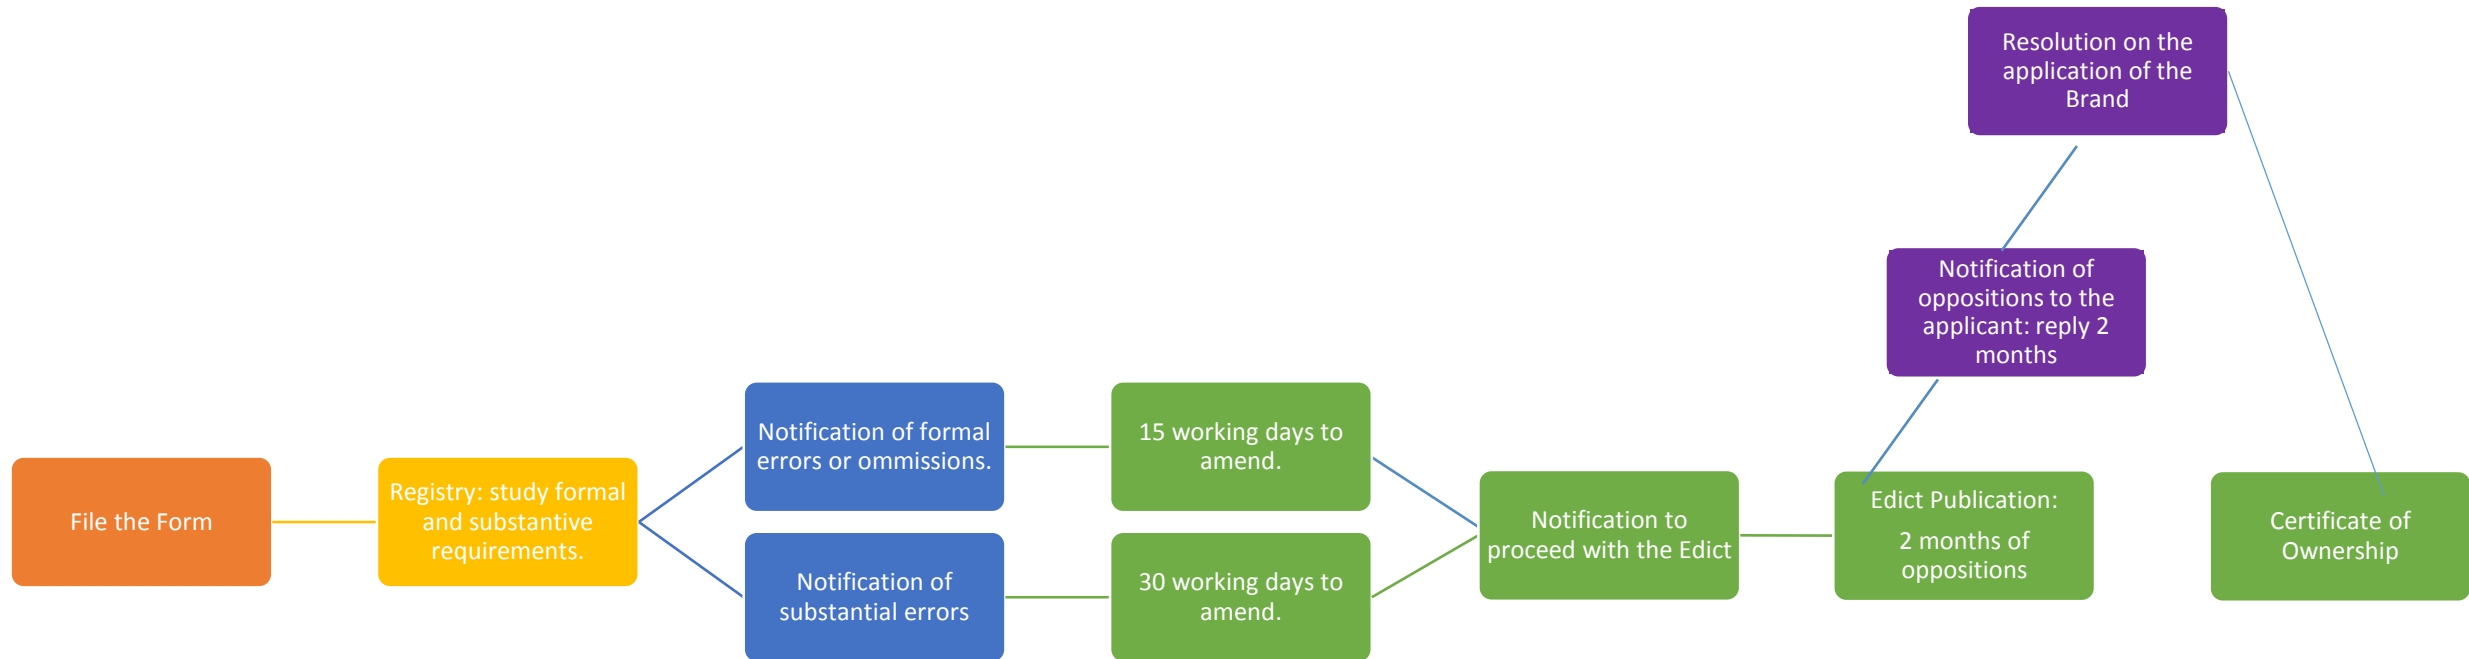 File the Form
Registry: study formal
and substantive
requirements.
Notification of formal
errors or ommissions.
15 working days to
amend.
Notification of
substantial errors
30 working days to
amend.
Notification to
proceed with the Edict
Edict Publication:
2 months of
oppositions
Notification of
oppositions to the
applicant: reply 2
months
Resolution on the
application of the
Brand
Certificate of
Ownership